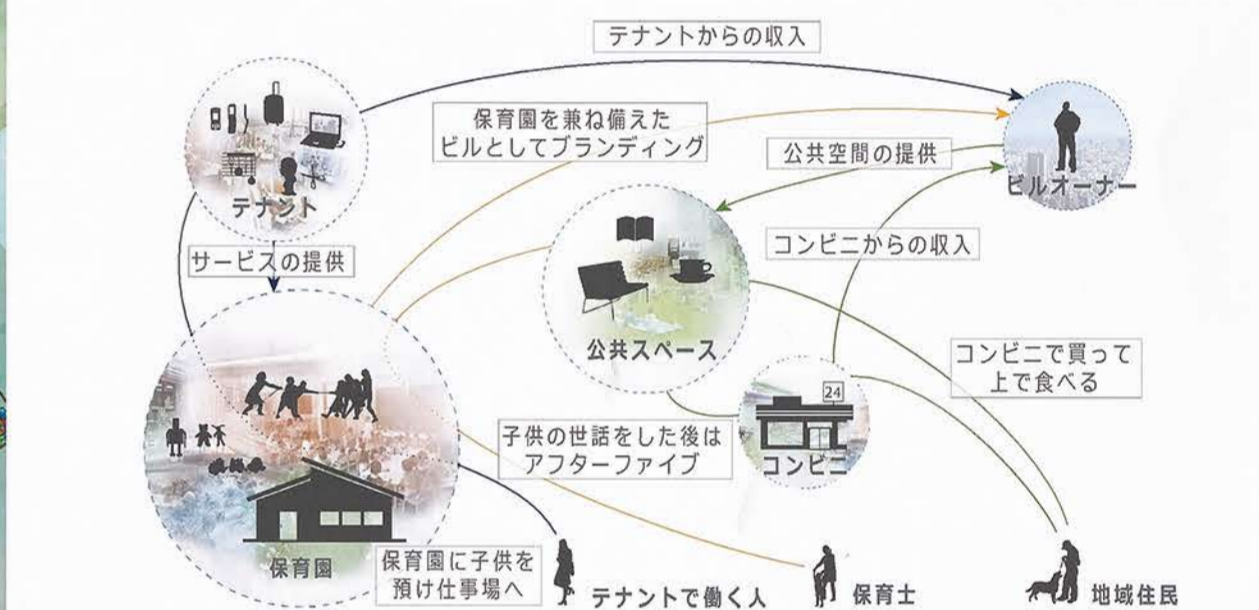 テナントからの収入
保育園を兼ね備えた
ビルとしてブランディング
公共空間の提供
ビルオーナー
テナント
サービスの提供
コンビニからの収入
公共スペース
コンビニで買って
上で食べる
24
子供の世話をした後は
アフターファイブ
コンビニ
保育園
保育園に子供を
預け仕事場へ
テナントで働く人
保育士
地域住民